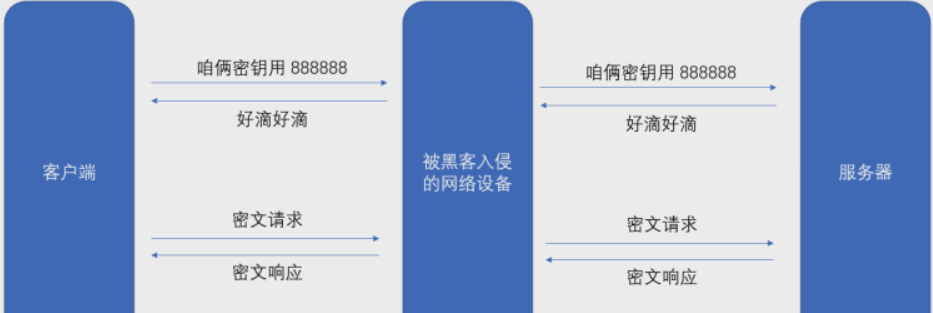 咱俩密钥用 888888
咱俩密钥用 888888
好滴好滴
好滴好滴
客户端
被黑客入侵
的网络设备
服务器
密文请求
密文请求
密文响应
密文响应